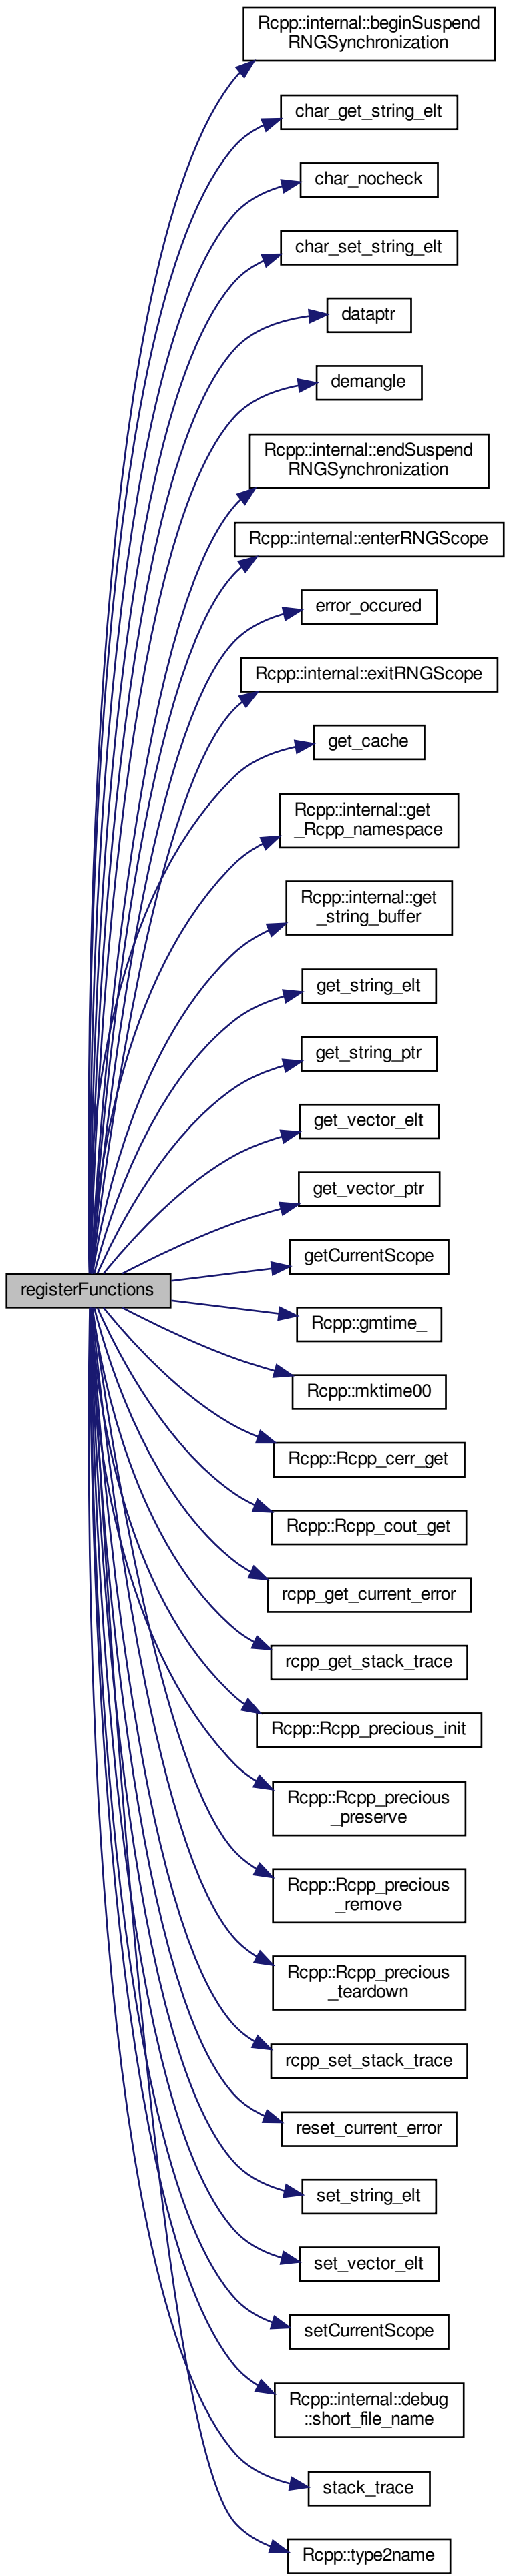 Rcpp::internal::beginSuspend
RNGSynchronization
char_get_string_elt
char_nocheck
char_set_string_elt
dataptr
demangle
Rcpp::internal::endSuspend
RNGSynchronization
Rcpp::internal::enterRNGScope
error_occured
Rcpp::internal::exitRNGScope
get_cache
Rcpp::internal::get
_Rcpp_namespace
Rcpp::internal::get
_string_buffer
get_string_elt
get_string_ptr
get_vector_elt
get_vector_ptr
getCurrentScope
registerFunctions
Rcpp::gmtime_
Rcpp::mktime00
Rcpp::Rcpp_cerr_get
Rcpp::Rcpp_cout_get
rcpp_get_current_error
rcpp_get_stack_trace
Rcpp::Rcpp_precious_init
Rcpp::Rcpp_precious
_preserve
Rcpp::Rcpp_precious
_remove
Rcpp::Rcpp_precious
_teardown
rcpp_set_stack_trace
reset_current_error
set_string_elt
set_vector_elt
setCurrentScope
Rcpp::internal::debug
::short_file_name
stack_trace
Rcpp::type2name